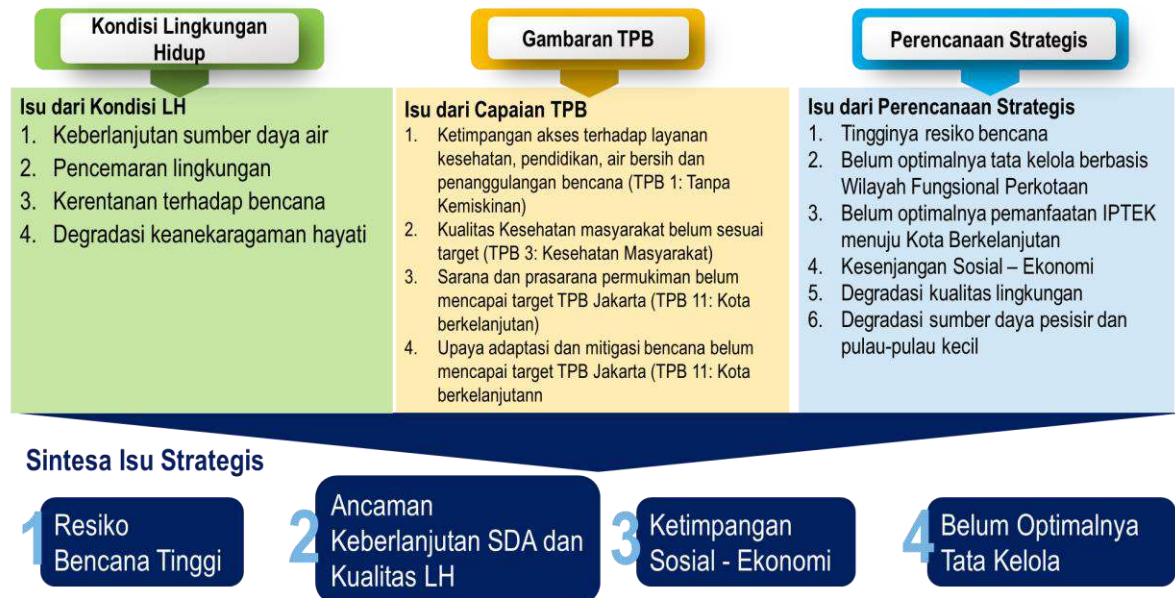 Kondisi Lingkungan
Hidup
Isu dari Kondisi LH
1. Keberlanjutan sumber daya air
2. Pencemaran lingkungan
3. Kerentanan terhadap bencana
4. Degradasi keanekaragaman hayati
Gambaran TPB
Isu dari Capaian TPB
1. Ketimpangan akses terhadap layanan
kesehatan, pendidikan, air bersih dan
penanggulangan bencana (TPB 1: Tanpa
Kemiskinan)
2. Kualitas Kesehatan masyarakat belum sesuai
target (TPB 3: Kesehatan Masyarakat)
3. Sarana dan prasarana permukiman belum
mencapai target TPB Jakarta (TPB 11: Kota
berkelanjutan)
4. Upaya adaptasi dan mitigasi bencana belum
mencapai target TPB Jakarta (TPB 11: Kota
berkelanjutann
Perencanaan Strategis
Isu dari Perencanaan Strategis
1. Tingginya resiko bencana
2. Belum optimalnya tata kelola berbasis
Wilayah Fungsional Perkotaan
3. Belum optimalnya pemanfaatan IPTEK
menuju Kota Berkelanjutan
4. Kesenjangan Sosial – Ekonomi
5. Degradasi kualitas lingkungan
6. Degradasi sumber daya pesisir dan
pulau-pulau kecil
Sintesa Isu Strategis
1 Resiko
Bencana Tinggi
2 Ancaman
Keberlanjutan SDA dan
Kualitas LH
3 Ketimpangan
Sosial - Ekonomi
4 Belum Optimalnya
Tata Kelola